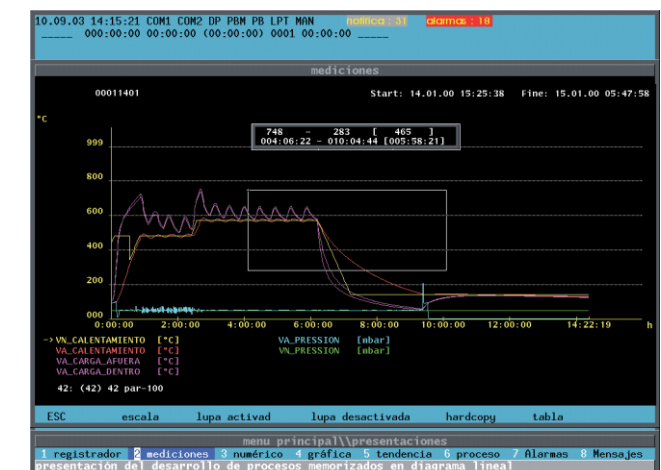 10.09.03 14:15:21 COM1 COM2 DP PBM PB LPT MAN notifica : 31 alarmas : 18
_____ 000:00:00 00:00:00 (00:00:00) 0001 00:00:00 _____
mediciones
00011401 Start: 14.01.00 15:25:38 Fine: 15.01.00 05:47:58
°C
748 - 283 [ 465 ]
004:06:22 - 010:04:44 [005:58:21]
999
800
600
400
200
000
0:00:00 2:00:00 4:00:00 6:00:00 8:00:00 10:00:00 12:00:00 14:22:19 h
-> VN_CALENTAMIENTO [°C] VA_PRESSION [mbar]
VA_CALENTAMIENTO [°C] VN_PRESSION [mbar]
VA_CARGA_AFUERA [°C]
VA_CARGA_DENTRO [°C]
42: (42) 42 par-100
ESC escala lupa activad lupa desactivada hardcopy tabla
menu principal\\presentaciones
1 registrador 2 mediciones 3 numérico 4 gráfica 5 tendencia 6 proceso 7 Alarmas 8 Mensajes
presentación del desarrollo de procesos memorizados en diagrama lineal